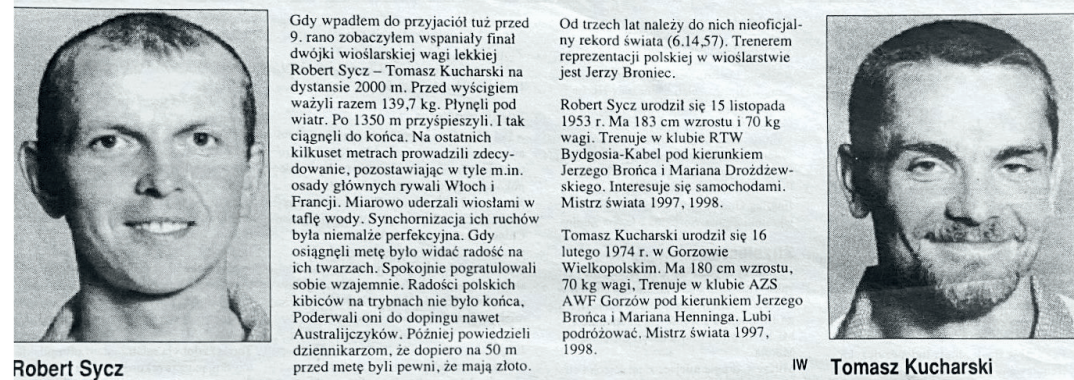 Gdy wpadłem do przyjaciół tuż przed
9. rano zobaczyłem wspaniały finał
dwójki wioślarskiej wagi lekkiej
Robert Sycz – Tomasz Kucharski na
dystansie 2000 m. Przed wyścigiem
ważyli razem 139,7 kg. Płynęli pod
wiatr. Po 1350 m przyśpieszyli. I tak
ciągnęli do końca. Na ostatnich
kilkuset metrach prowadzili zdecy-
dowanie, pozostawiając w tyle m.in.
osady głównych rywali Włoch i
Francji. Miarowo uderzali wiosłami w
taflę wody. Synchornizacja ich ruchów
była niemalże perfekcyjna. Gdy
osiągnęli metę było widać radość na
ich twarzach. Spokojnie pogratulowali
sobie wzajemnie. Radości polskich
kibiców na trybnach nie było końca,
Poderwali oni do dopingu nawet
Australijczyków. Później powiedzieli
dziennikarzom, że dopiero na 50 m
przed metę byli pewni, że mają złoto.
Od trzech lat należy do nich nieoficjal-
ny rekord świata (6.14,57). Trenerem
reprezentacji polskiej w wioślarstwie
jest Jerzy Broniec.
Robert Sycz urodził się 15 listopada
1953 r. Ma 183 cm wzrostu i 70 kg
wagi. Trenuje w klubie RTW
Bydgosia-Kabel pod kierunkiem
Jerzego Brońca i Mariana Drożdżew-
skiego. Interesuje się samochodami.
Mistrz świata 1997, 1998.
Tomasz Kucharski urodził się 16
lutego 1974 r. w Gorzowie
Wielkopolskim. Ma 180 cm wzrostu,
70 kg wagi, Trenuje w klubie AZS
AWF Gorzów pod kierunkiem Jerzego
Brońca i Mariana Henninga. Lubi
podróżować. Mistrz świata 1997,
1998.
IW
Robert Sycz
Tomasz Kucharski